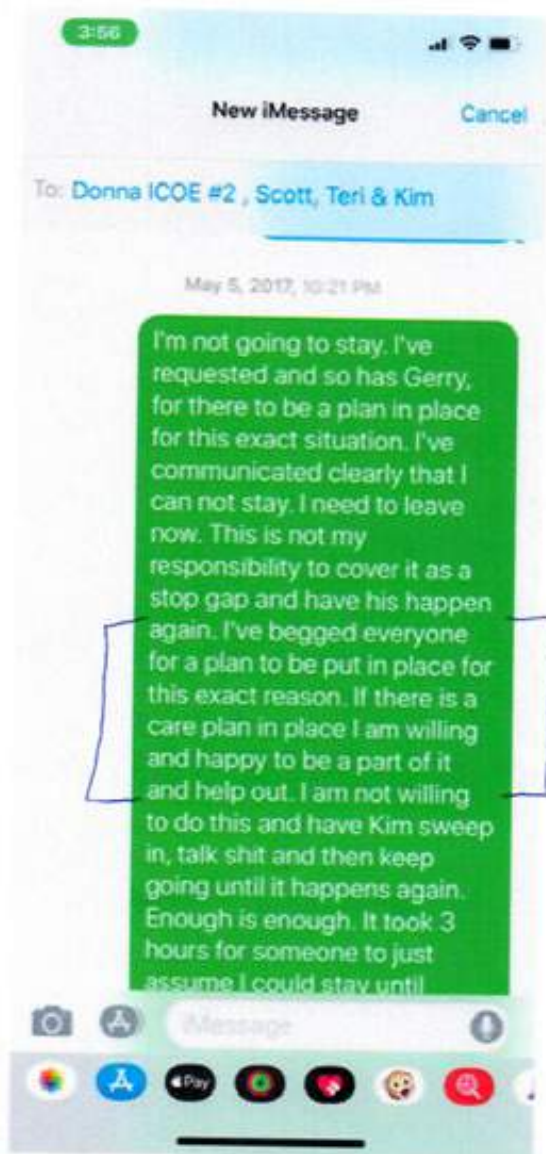 3:56
New iMessage Cancel
To: Donna ICOE #2 , Scott, Teri & Kim
May 5, 2017, 10:21 PM
I'm not going to stay. I've
requested and so has Gerry,
for there to be a plan in place
for this exact situation. I've
communicated clearly that I
can not stay. I need to leave
now. This is not my
responsibility to cover it as a
stop gap and have his happen
again. I've begged everyone
for a plan to be put in place for
this exact reason. If there is a
care plan in place I am willing
and happy to be a part of it
and help out. I am not willing
to do this and have Kim sweep
in, talk shit and then keep
going until it happens again.
Enough is enough. It took 3
hours for someone to just
assume I could stay until
iMessage
Pay